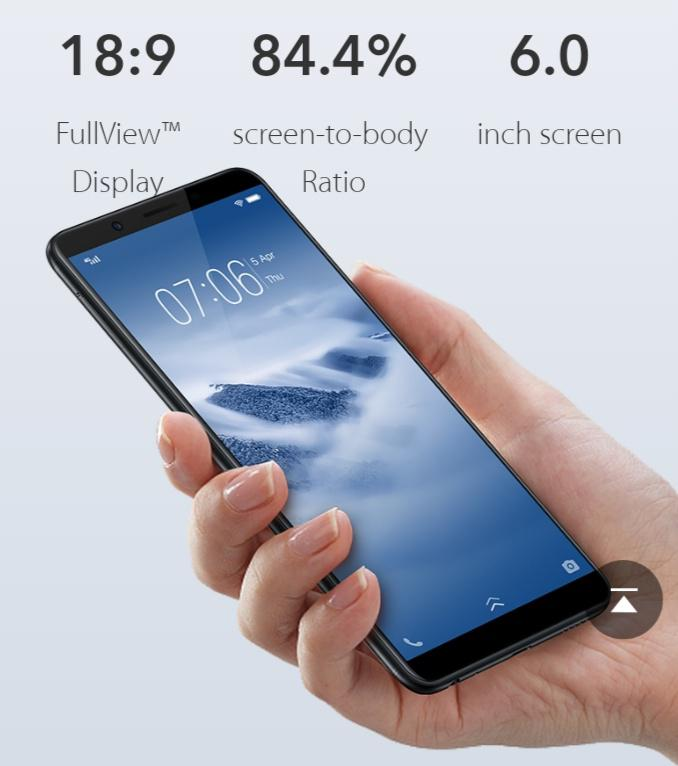 18:9 84.4% 6.0
FullView™ screen-to-body inch screen
Display Ratio
07:06 5 Apr
Thu